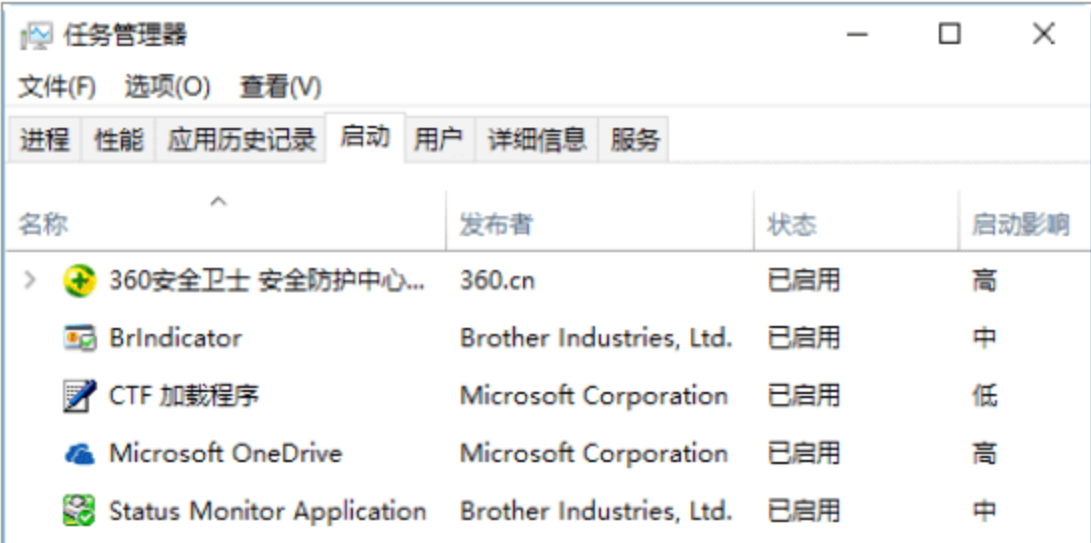 任务管理器
文件(F) 选项(O) 查看(V)
进程 性能 应用历史记录 启动 用户 详细信息 服务
名称 发布者 状态 启动影响
360安全卫士 安全防护中心... 360.cn 已启用 高
BrIndicator Brother Industries, Ltd. 已启用 中
CTF 加载程序 Microsoft Corporation 已启用 低
Microsoft OneDrive Microsoft Corporation 已启用 高
Status Monitor Application Brother Industries, Ltd. 已启用 中